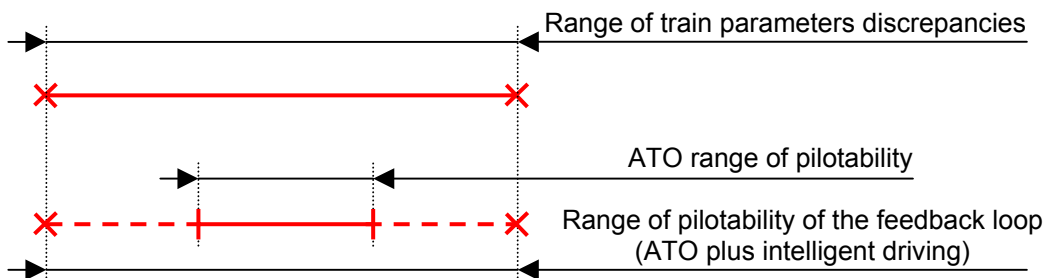 Range of train parameters discrepancies
ATO range of pilotability
Range of pilotability of the feedback loop
(ATO plus intelligent driving)